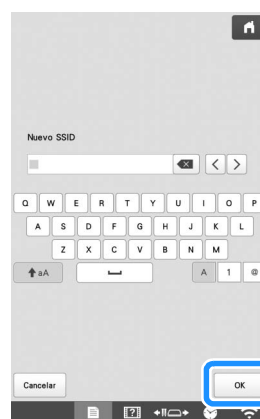 Nuevo SSID
Q W E R T Y U I O P
A S D F G H J K L
Z X C V B N M
aA A 1 @
Cancelar OK